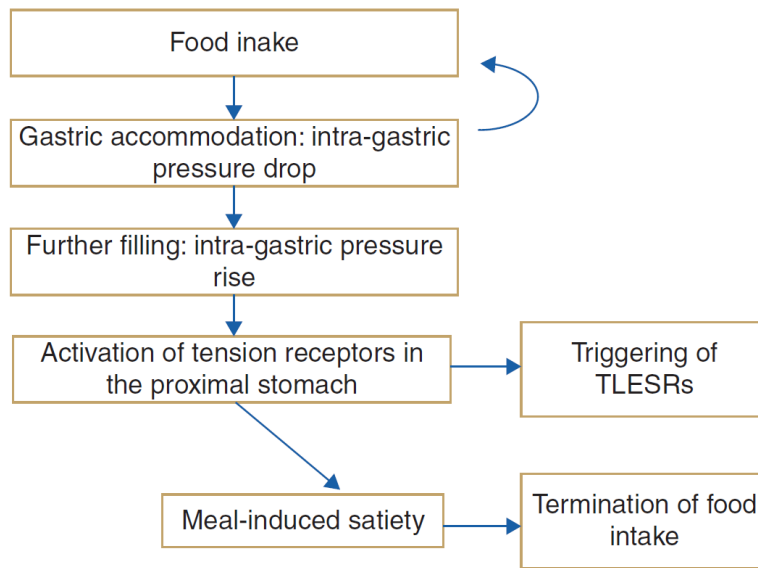 Food inake
Gastric accommodation: intra-gastric
pressure drop
Further filling: intra-gastric pressure
rise
Activation of tension receptors in
the proximal stomach
Triggering of
TLESRs
Meal-induced satiety
Termination of food
intake